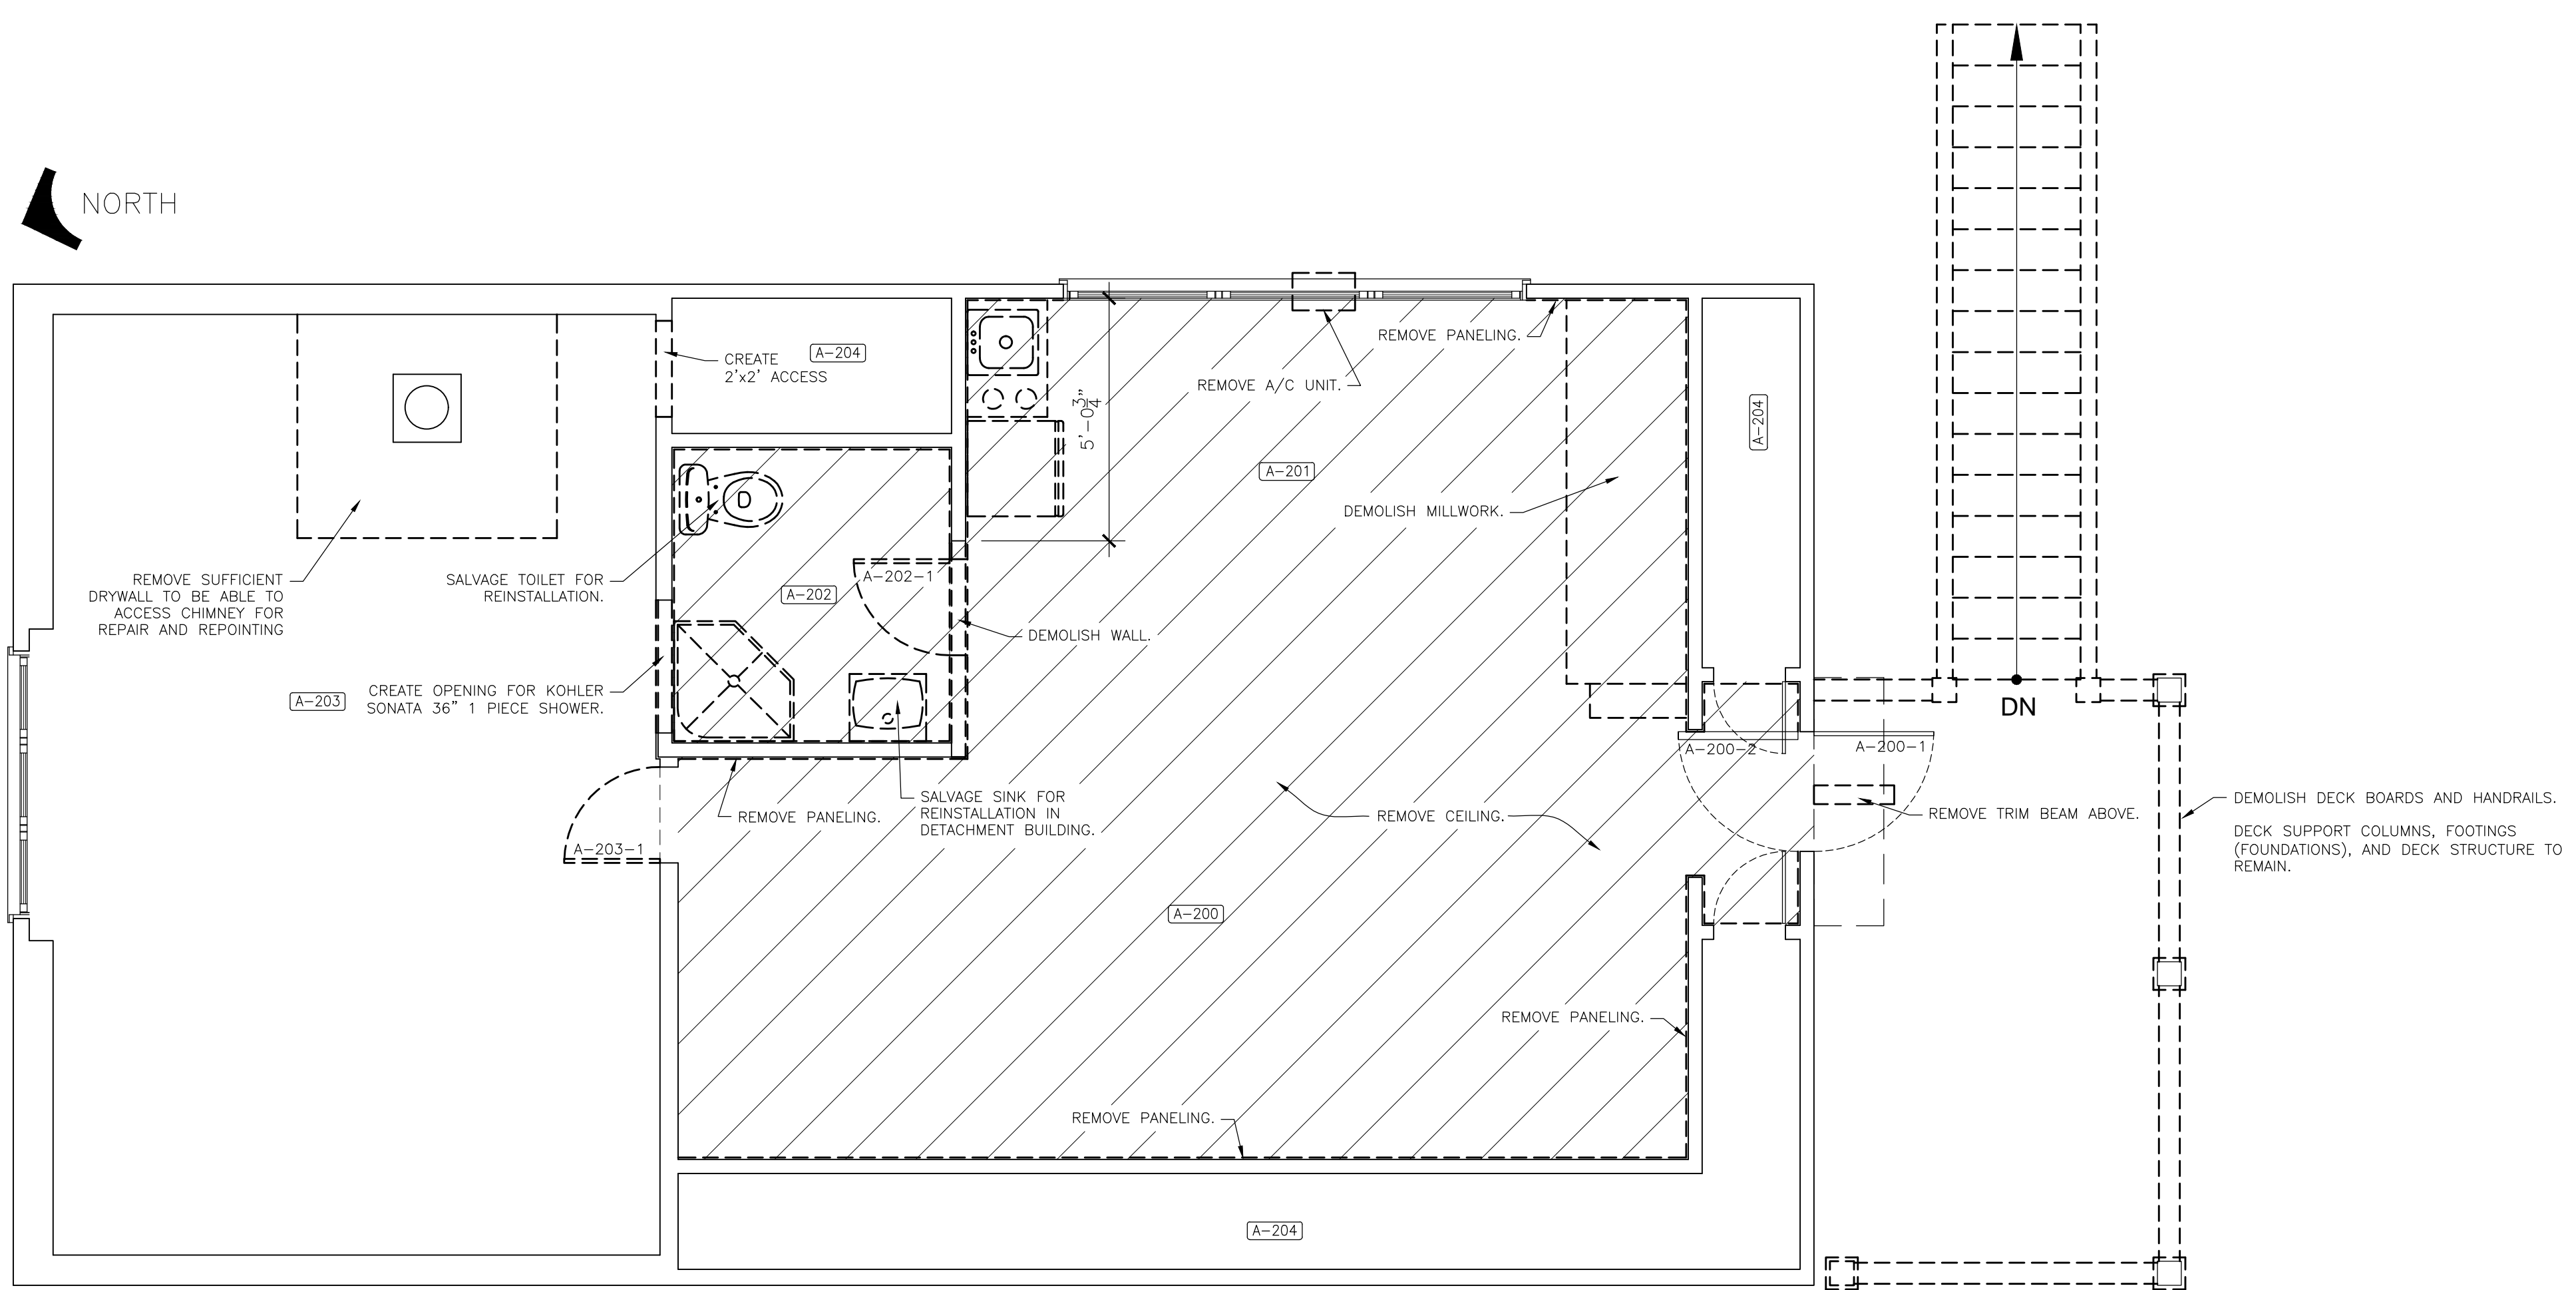 NORTH
CREATE
2'x2' ACCESS
A-204
5'-0 3/4"
REMOVE PANELING.
REMOVE A/C UNIT.
A-204
A-201
DEMOLISH MILLWORK.
REMOVE SUFFICIENT
DRYWALL TO BE ABLE TO
ACCESS CHIMNEY FOR
REPAIR AND REPOINTING
SALVAGE TOILET FOR
REINSTALLATION.
A-202-1
A-202
DEMOLISH WALL.
A-203
CREATE OPENING FOR KOHLER
SONATA 36" 1 PIECE SHOWER.
DN
A-200-2
A-200-1
SALVAGE SINK FOR
REINSTALLATION IN
DETACHMENT BUILDING.
REMOVE PANELING.
REMOVE CEILING.
REMOVE TRIM BEAM ABOVE.
DEMOLISH DECK BOARDS AND HANDRAILS.
DECK SUPPORT COLUMNS, FOOTINGS
(FOUNDATIONS), AND DECK STRUCTURE TO
REMAIN.
A-203-1
A-200
REMOVE PANELING.
REMOVE PANELING.
A-204